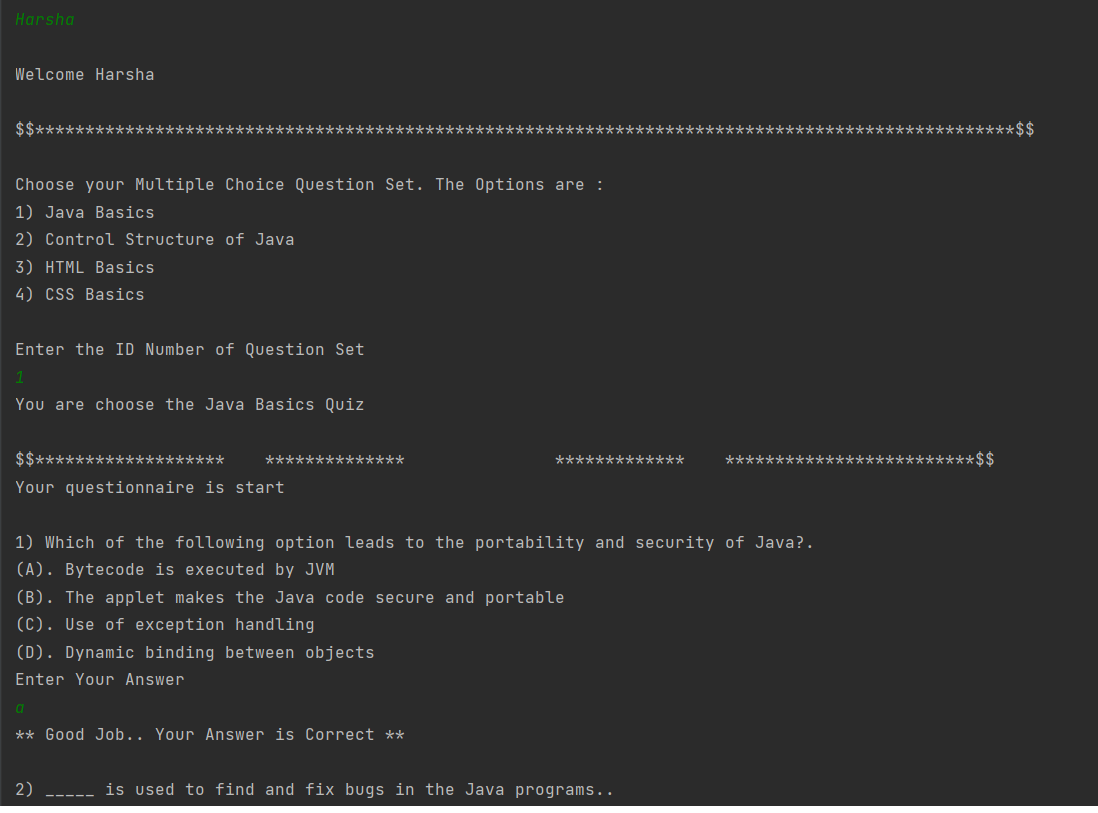 Harsha
Welcome Harsha
$$**************************************************************************************************$$
Choose your Multiple Choice Question Set. The Options are :
1) Java Basics
2) Control Structure of Java
3) HTML Basics
4) CSS Basics
Enter the ID Number of Question Set
1
You are choose the Java Basics Quiz
$$*******************    **************               *************    *************************$$
Your questionnaire is start
1) Which of the following option leads to the portability and security of Java?.
(A). Bytecode is executed by JVM
(B). The applet makes the Java code secure and portable
(C). Use of exception handling
(D). Dynamic binding between objects
Enter Your Answer
a
** Good Job.. Your Answer is Correct **
2) _____ is used to find and fix bugs in the Java programs..